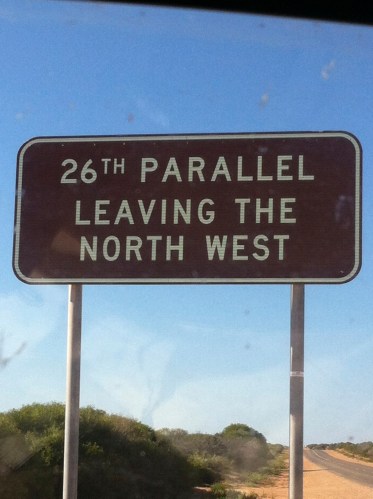 26TH PARALLEL
LEAVING THE
NORTH WEST